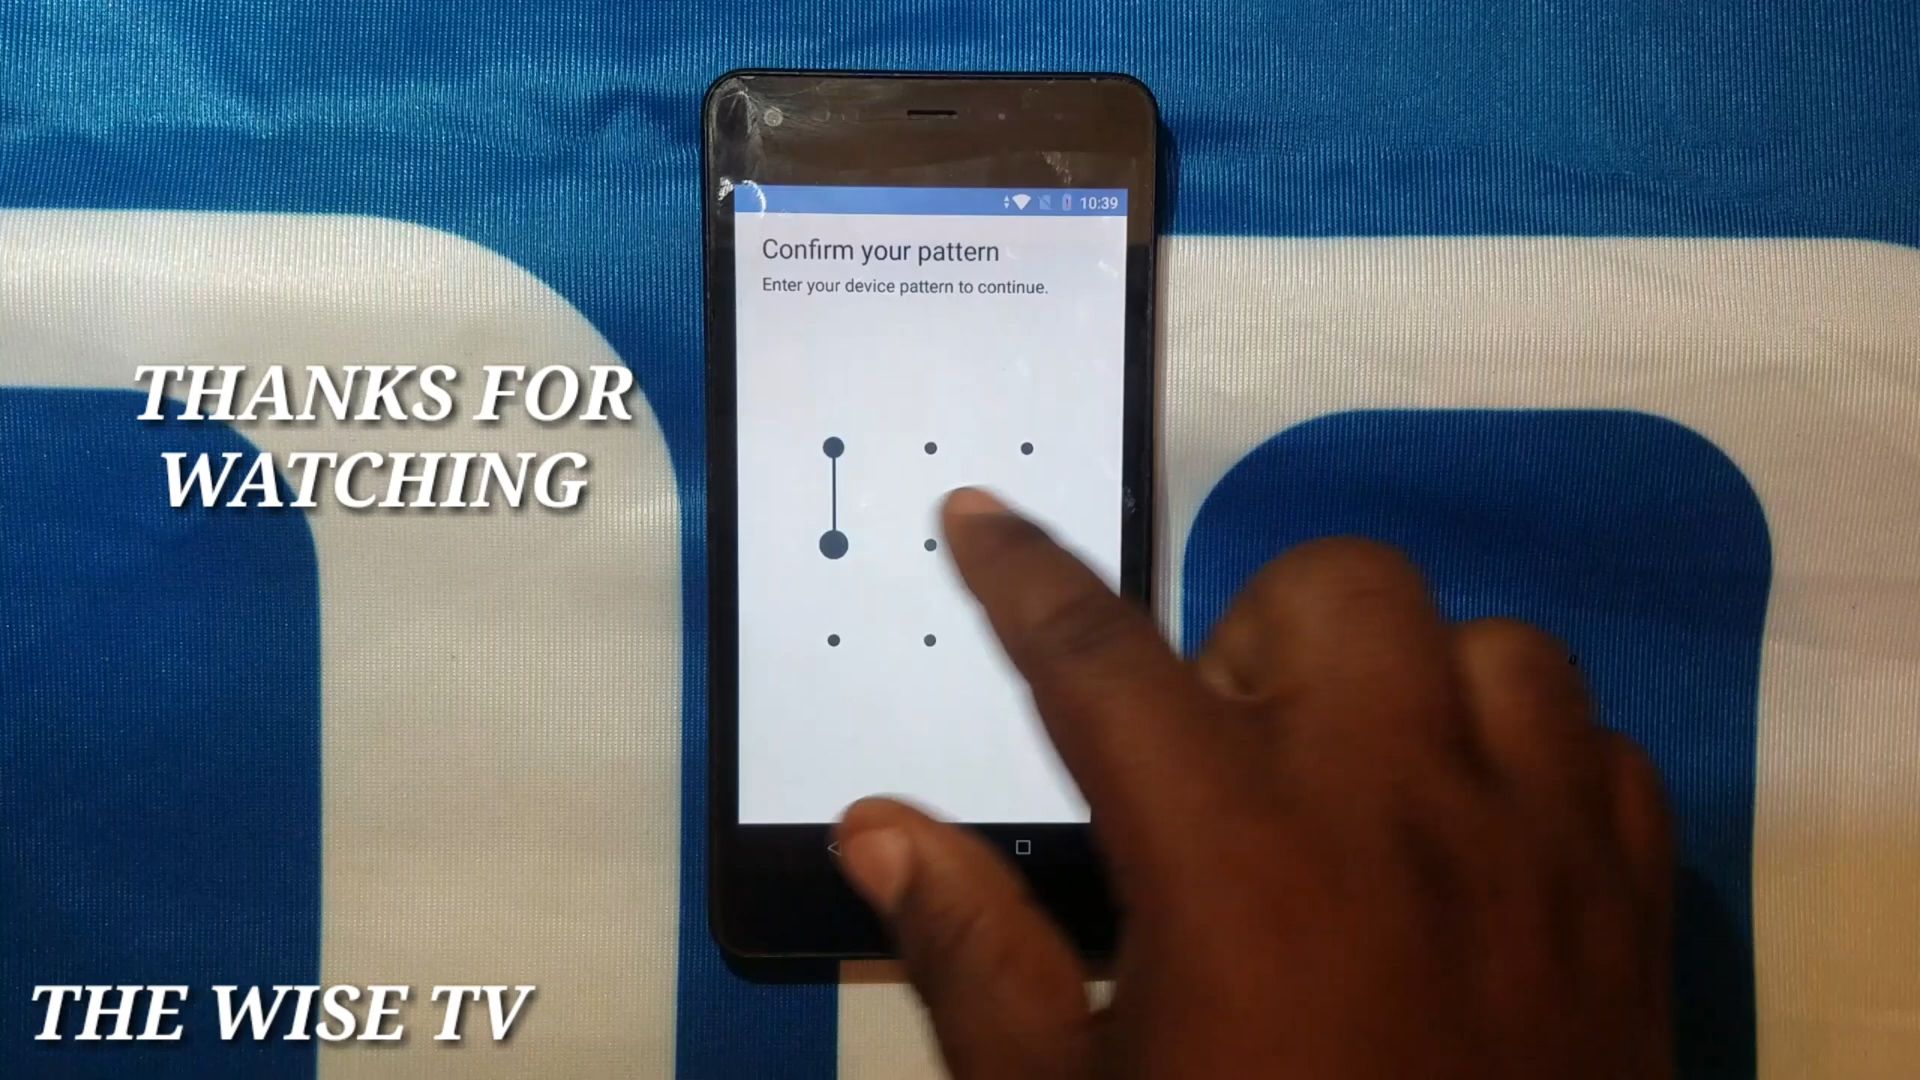 10:39
Confirm your pattern
Enter your device pattern to continue.
THANKS FOR
WATCHING
THE WISE TV